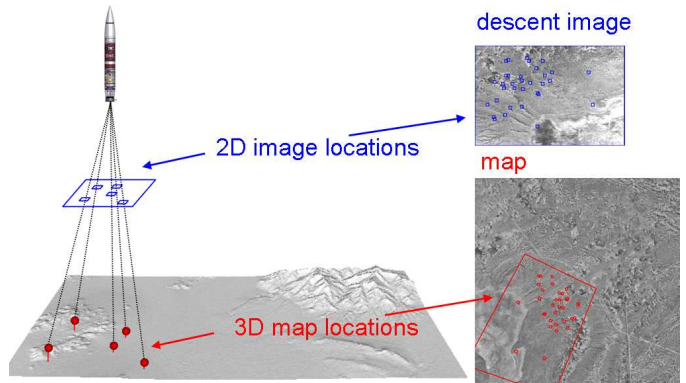 descent image
2D image locations
map
3D map locations